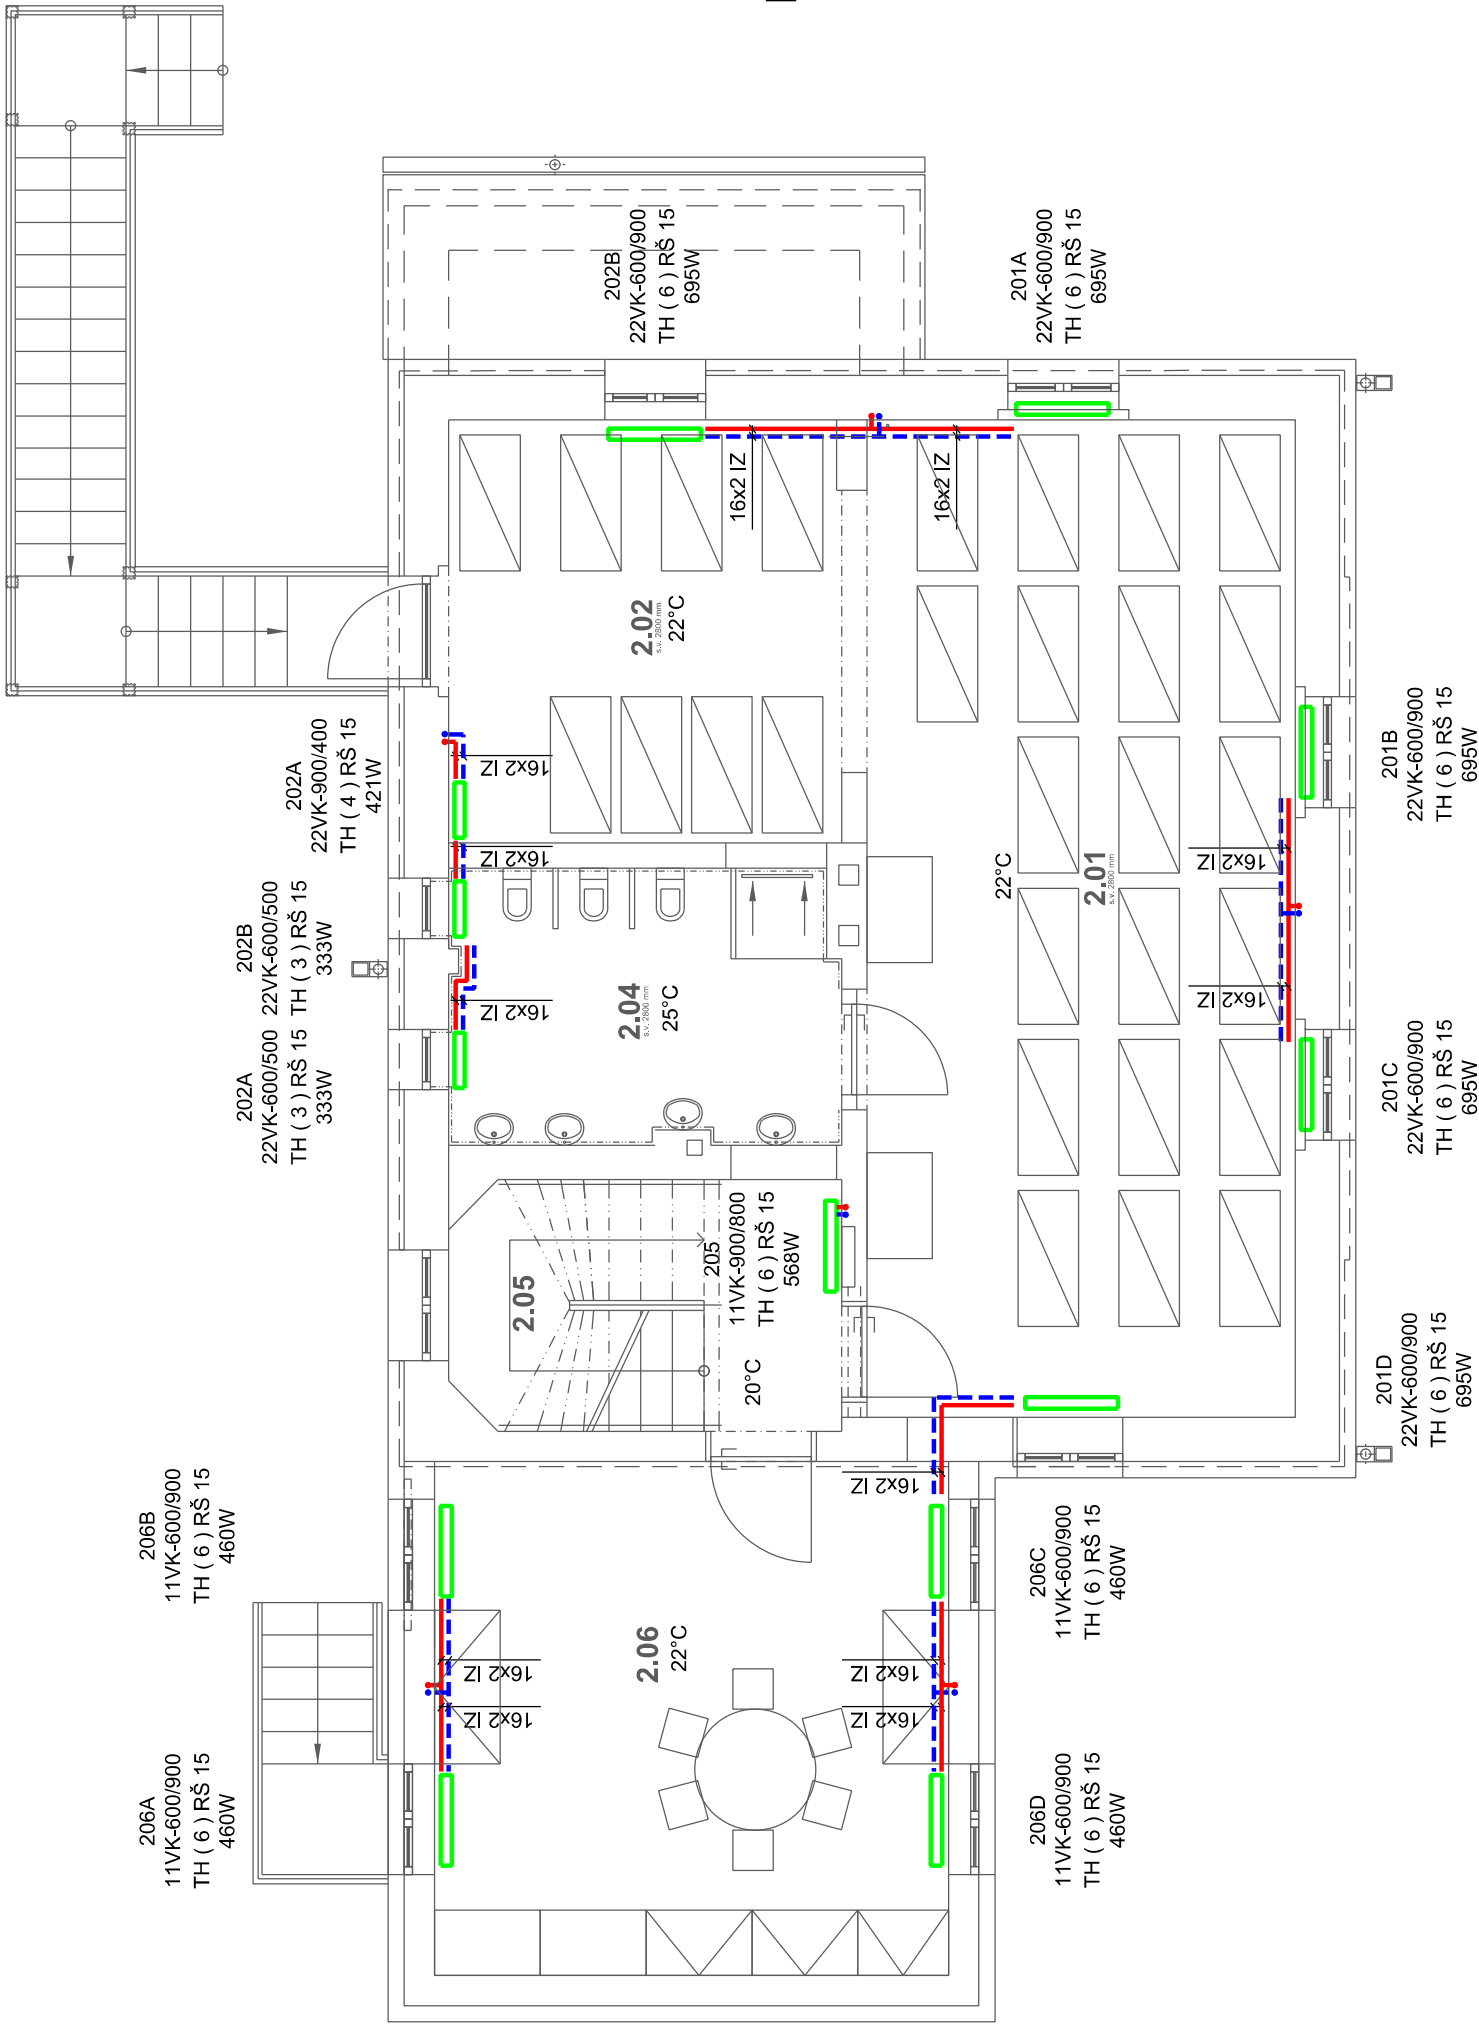 202B
22VK-600/900
TH ( 6 ) RŠ 15
695W
201A
22VK-600/900
TH ( 6 ) RŠ 15
695W
16x2 IZ
16x2 IZ
2.02
s.v. 2800 mm
22°C
202A
22VK-900/400
TH ( 4 ) RŠ 15
421W
16x2 IZ
16x2 IZ
202B
22VK-600/500
TH ( 3 ) RŠ 15
333W
16x2 IZ
202A
22VK-600/500
TH ( 3 ) RŠ 15
333W
2.04
s.v. 2800 mm
25°C
22°C
2.01
s.v. 2800 mm
16x2 IZ
16x2 IZ
201B
22VK-600/900
TH ( 6 ) RŠ 15
695W
201C
22VK-600/900
TH ( 6 ) RŠ 15
695W
2.05
205
11VK-900/800
TH ( 6 ) RŠ 15
568W
20°C
201D
22VK-600/900
TH ( 6 ) RŠ 15
695W
16x2 IZ
206B
11VK-600/900
TH ( 6 ) RŠ 15
460W
206C
11VK-600/900
TH ( 6 ) RŠ 15
460W
16x2 IZ
16x2 IZ
2.06
22°C
16x2 IZ
16x2 IZ
206A
11VK-600/900
TH ( 6 ) RŠ 15
460W
206D
11VK-600/900
TH ( 6 ) RŠ 15
460W